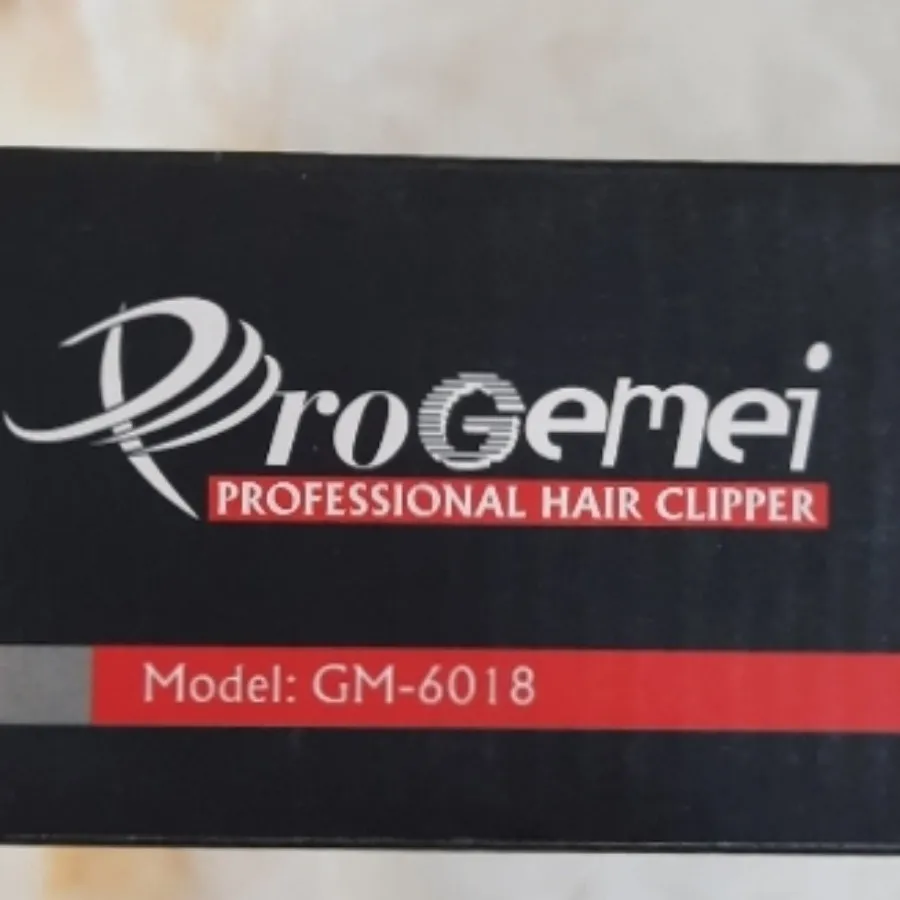 ProGemei
PROFESSIONAL HAIR CLIPPER
Model: GM-6018